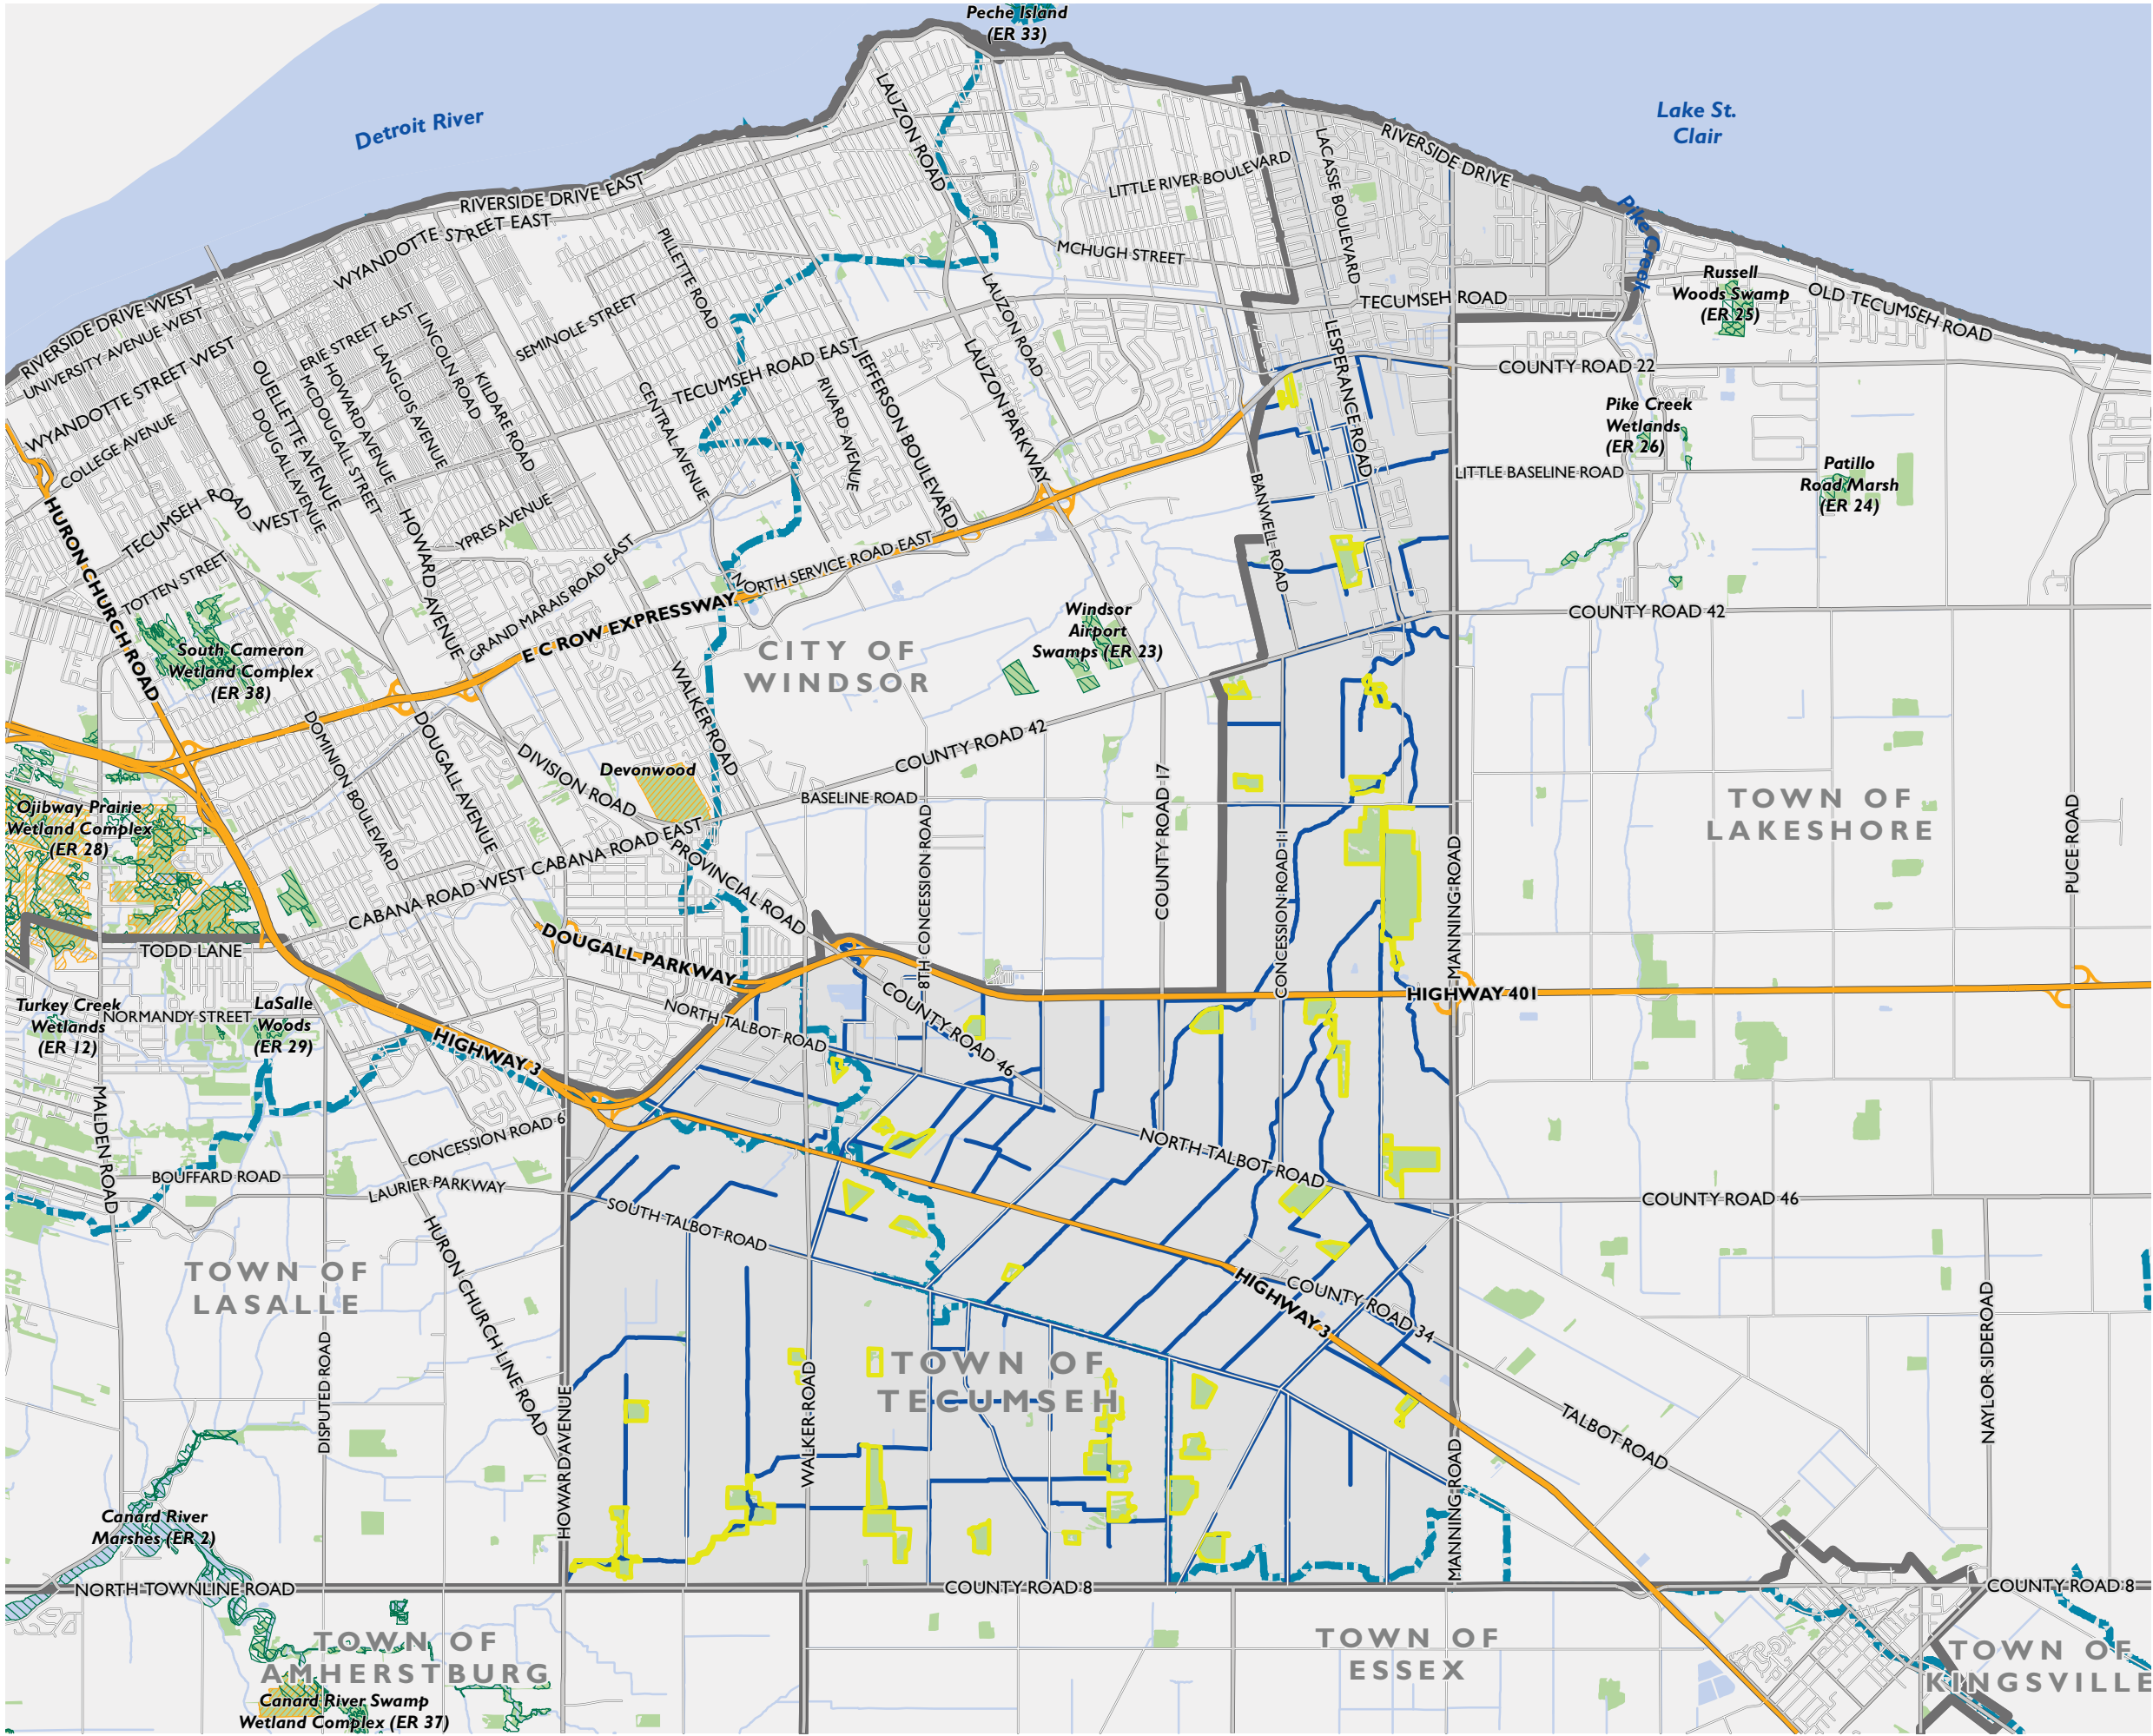 Peche Island
(ER 33)
Detroit River
Lake St.
Clair
LAUZON ROAD
RIVERSIDE DRIVE EAST
WYANDOTTE STREET EAST
LITTLE RIVER BOULEVARD
LACASSE BOULEVARD
RIVERSIDE DRIVE
Pike Creek
PILLETTE ROAD
MCHUGH STREET
LAUZON ROAD
TECUMSEH ROAD
Russell
Woods Swamp
(ER 25)
OLD TECUMSEH ROAD
RIVERSIDE DRIVE WEST
UNIVERSITY AVENUE WEST
WYANDOTTE STREET WEST
COLLEGE AVENUE
ERIE STREET EAST
SEMINOLE STREET
OUELLETTE AVENUE
DOUGALL AVENUE
MCDOUGALL STREET
HOWARD AVENUE
LANGLOIS AVENUE
LINCOLN ROAD
KILDARE ROAD
CENTRAL AVENUE
TECUMSEH ROAD EAST
RIVARD AVENUE
JEFFERSON BOULEVARD
LAUZON PARKWAY
LESPERANCE ROAD
COUNTY ROAD 22
Pike Creek
Wetlands
(ER 26)
LITTLE BASELINE ROAD
Patillo
Road Marsh
(ER 24)
BANWELL ROAD
TECUMSEH ROAD WEST
HURON CHURCH ROAD
TOTTEN STREET
HOWARD AVENUE
YPRES AVENUE
GRAND MARAIS ROAD EAST
NORTH SERVICE ROAD EAST
E C ROW EXPRESSWAY
South Cameron
Wetland Complex
(ER 38)
CITY OF
WINDSOR
Windsor
Airport
Swamps (ER 23)
COUNTY ROAD 42
WALKER ROAD
DOMINION BOULEVARD
DOUGALL AVENUE
DIVISION ROAD
Devonwood
COUNTY ROAD 42
BASELINE ROAD
COUNTY ROAD 17
TOWN OF
LAKESHORE
PUCE ROAD
Ojibway Prairie
Wetland Complex
(ER 28)
CABANA ROAD WEST
CABANA ROAD EAST
PROVINCIAL ROAD
8TH CONCESSION ROAD
CONCESSION ROAD 11
MANNING ROAD
TODD LANE
DOUGALL PARKWAY
HIGHWAY 401
Turkey Creek
Wetlands
(ER 12)
NORMANDY STREET
LaSalle
Woods
(ER 29)
HIGHWAY 3
NORTH TALBOT ROAD
COUNTY ROAD 46
MALDEN ROAD
CONCESSION ROAD 6
BOUFFARD ROAD
LAURIER PARKWAY
NORTH TALBOT ROAD
COUNTY ROAD 46
SOUTH TALBOT ROAD
TOWN OF
LASALLE
HURON CHURCH LINE ROAD
DISPUTED ROAD
HIGHWAY 3
COUNTY ROAD 34
NAYLOR SIDEROAD
TOWN OF
TECUMSEH
WALKER ROAD
HOWARD AVENUE
TALBOT ROAD
MANNING ROAD
Canard River
Marshes (ER 2)
NORTH TOWNLINE ROAD
COUNTY ROAD 8
COUNTY ROAD 8
TOWN OF
AMHERSTBURG
TOWN OF
ESSEX
TOWN OF
KINGSVILLE
Canard River Swamp
Wetland Complex (ER 37)